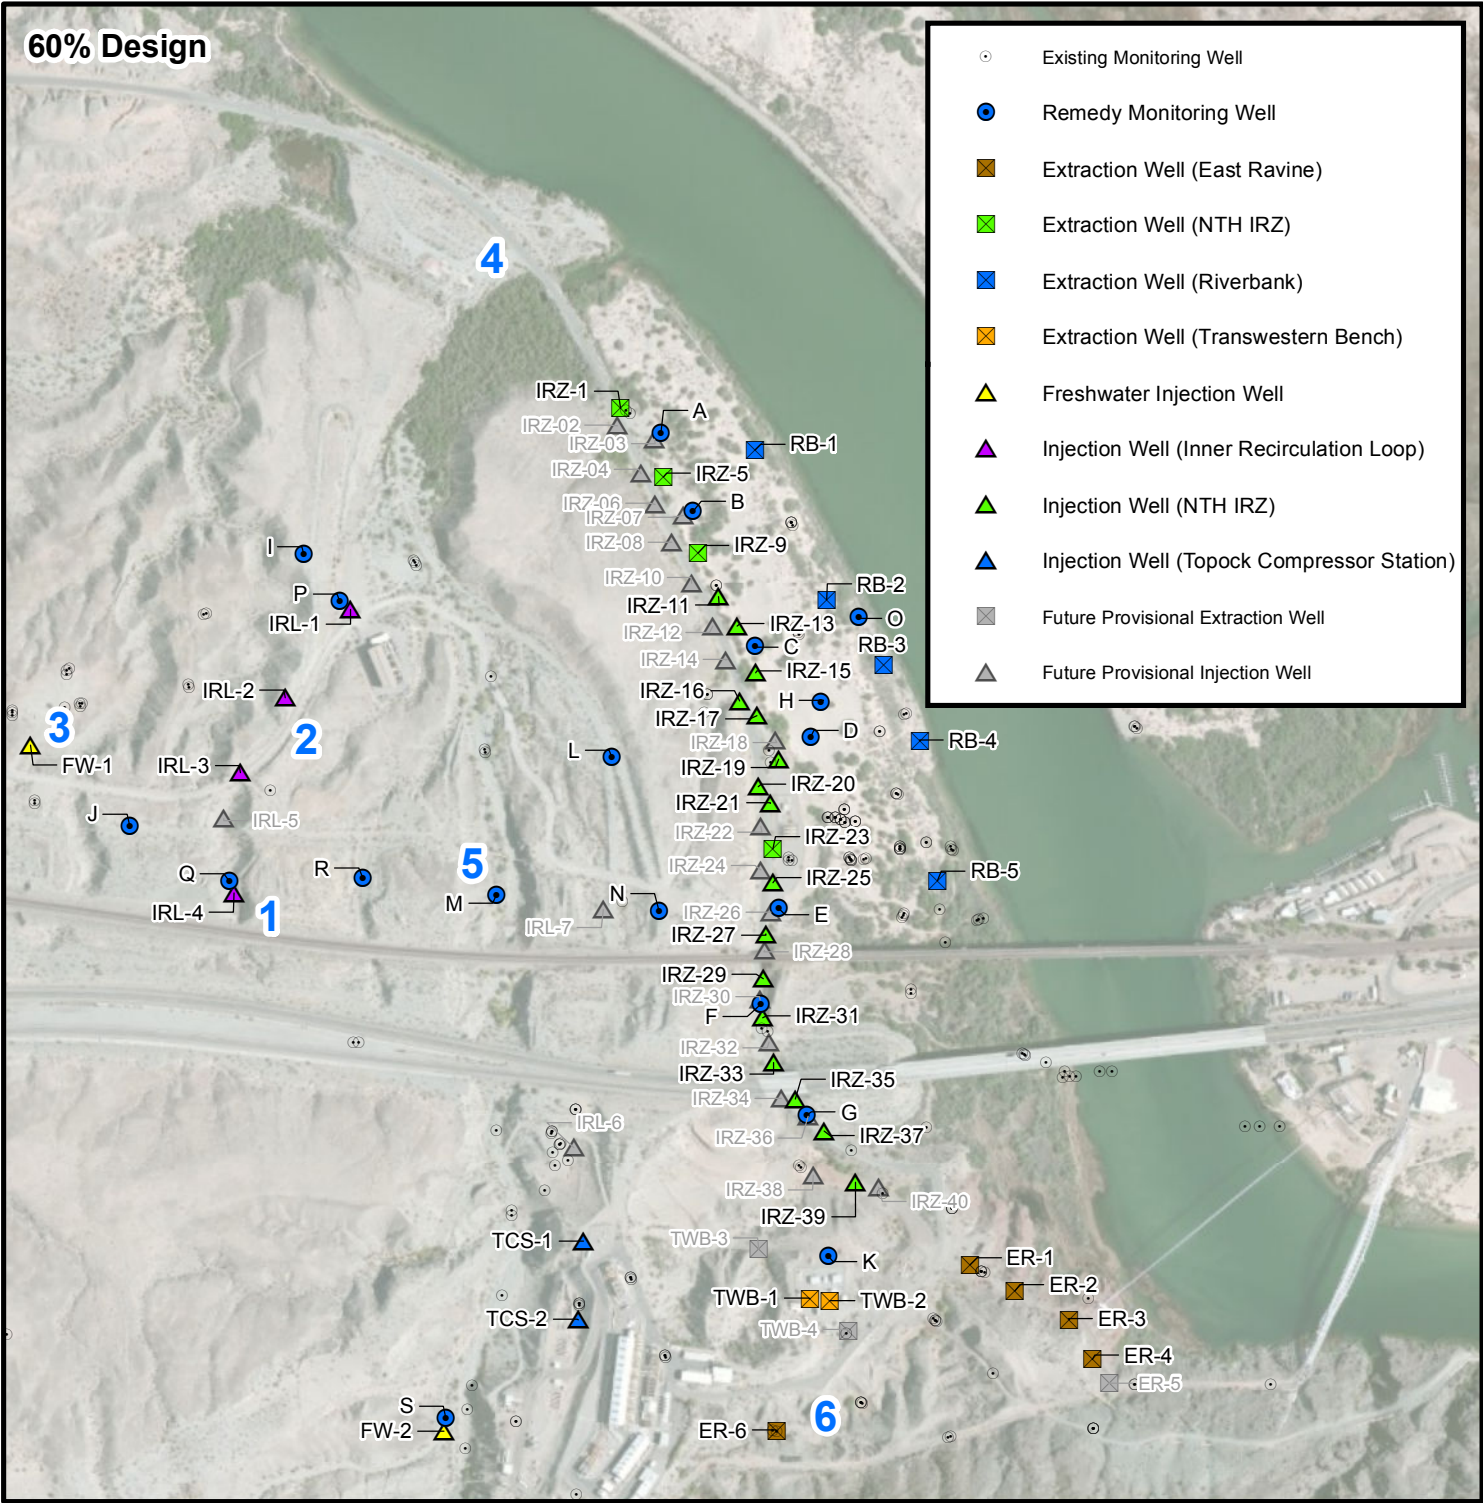 60% Design
Existing Monitoring Well
Remedy Monitoring Well
Extraction Well (East Ravine)
Extraction Well (NTH IRZ)
Extraction Well (Riverbank)
Extraction Well (Transwestern Bench)
Freshwater Injection Well
Injection Well (Inner Recirculation Loop)
Injection Well (NTH IRZ)
Injection Well (Topock Compressor Station)
Future Provisional Extraction Well
Future Provisional Injection Well
4
IRZ-1
A
IRZ-02
IRZ-03
RB-1
IRZ-04
IRZ-5
IRZ-06
B
IRZ-07
IRZ-08
IRZ-9
I
IRZ-10
RB-2
P
IRZ-11
O
IRL-1
IRZ-12
IRZ-13
C
RB-3
IRZ-14
IRZ-15
IRL-2
IRZ-16
H
IRZ-17
3
2
IRZ-18
D
RB-4
L
FW-1
IRL-3
IRZ-19
IRZ-20
IRZ-21
J
IRL-5
IRZ-22
IRZ-23
5
IRZ-24
RB-5
Q
R
IRZ-25
M
N
IRL-4
1
IRZ-26
E
IRL-7
IRZ-27
IRZ-28
IRZ-29
IRZ-30
F
IRZ-31
IRZ-32
IRZ-33
IRZ-35
IRZ-34
G
IRL-6
IRZ-36
IRZ-37
IRZ-38
IRZ-40
IRZ-39
TWB-3
TCS-1
K
ER-1
ER-2
TWB-1
TWB-2
TCS-2
ER-3
TWB-4
ER-4
ER-5
S
6
FW-2
ER-6